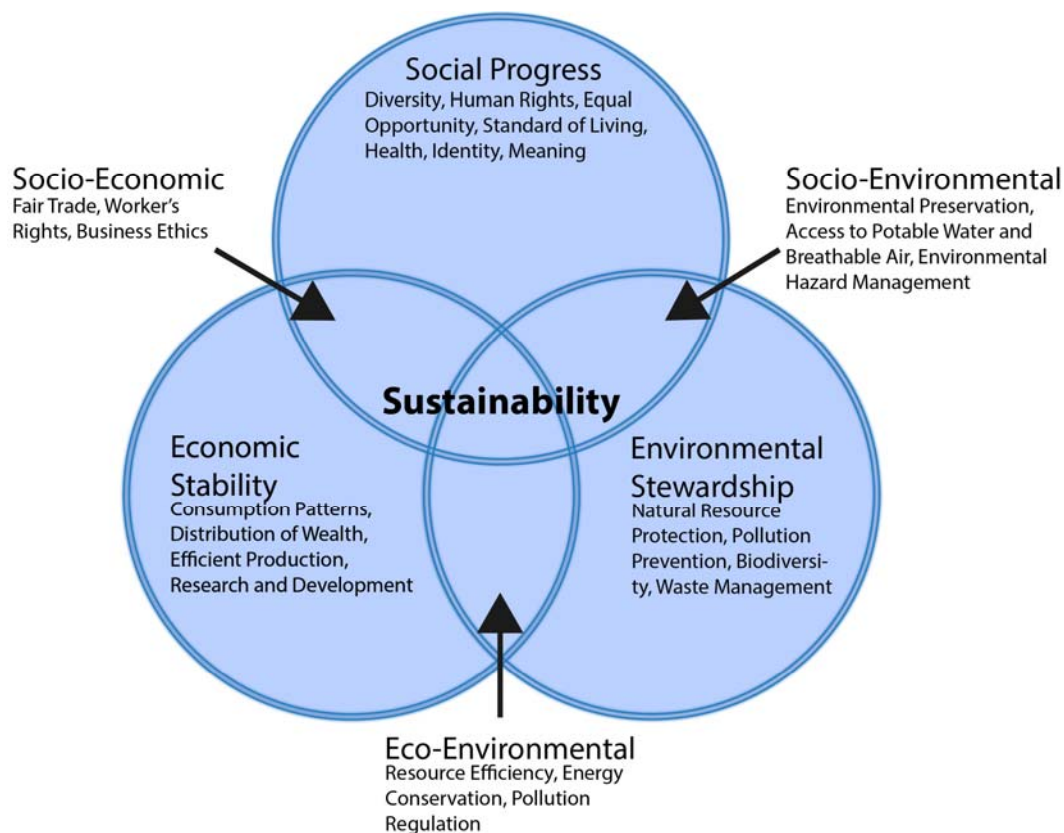 Social Progress
Diversity, Human Rights, Equal
Opportunity, Standard of Living,
Health, Identity, Meaning
Socio-Economic
Fair Trade, Worker's
Rights, Business Ethics
Socio-Environmental
Environmental Preservation,
Access to Potable Water and
Breathable Air, Environmental
Hazard Management
Sustainability
Economic
Stability
Consumption Patterns,
Distribution of Wealth,
Efficient Production,
Research and Development
Environmental
Stewardship
Natural Resource
Protection, Pollution
Prevention, Biodiversi-
ty, Waste Management
Eco-Environmental
Resource Efficiency, Energy
Conservation, Pollution
Regulation